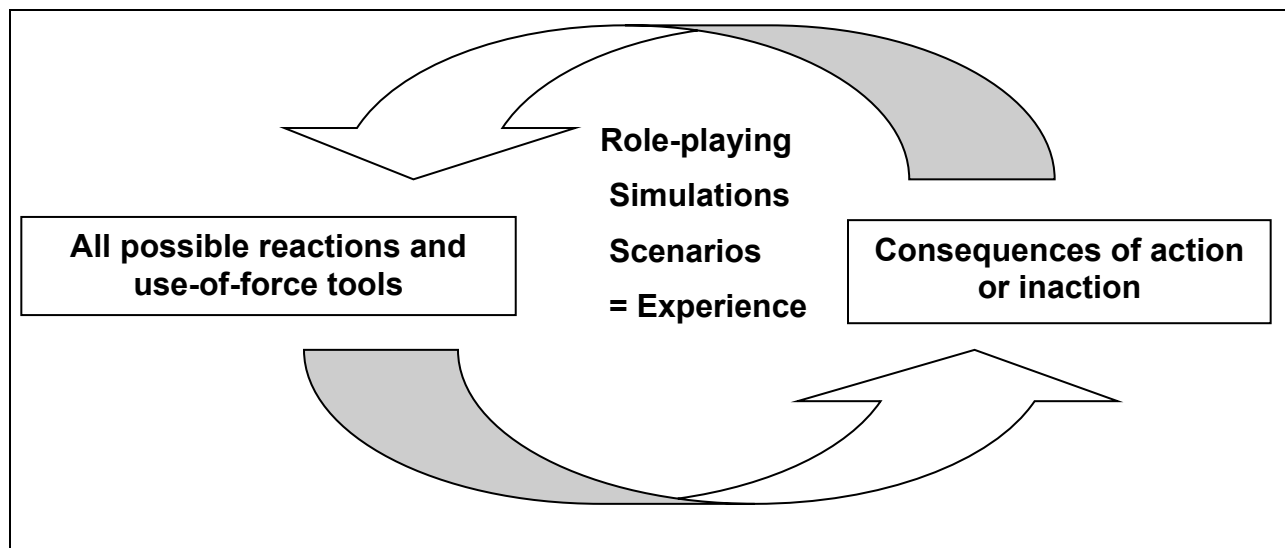 Role-playing
Simulations
Scenarios
= Experience
All possible reactions and
use-of-force tools
Consequences of action
or inaction